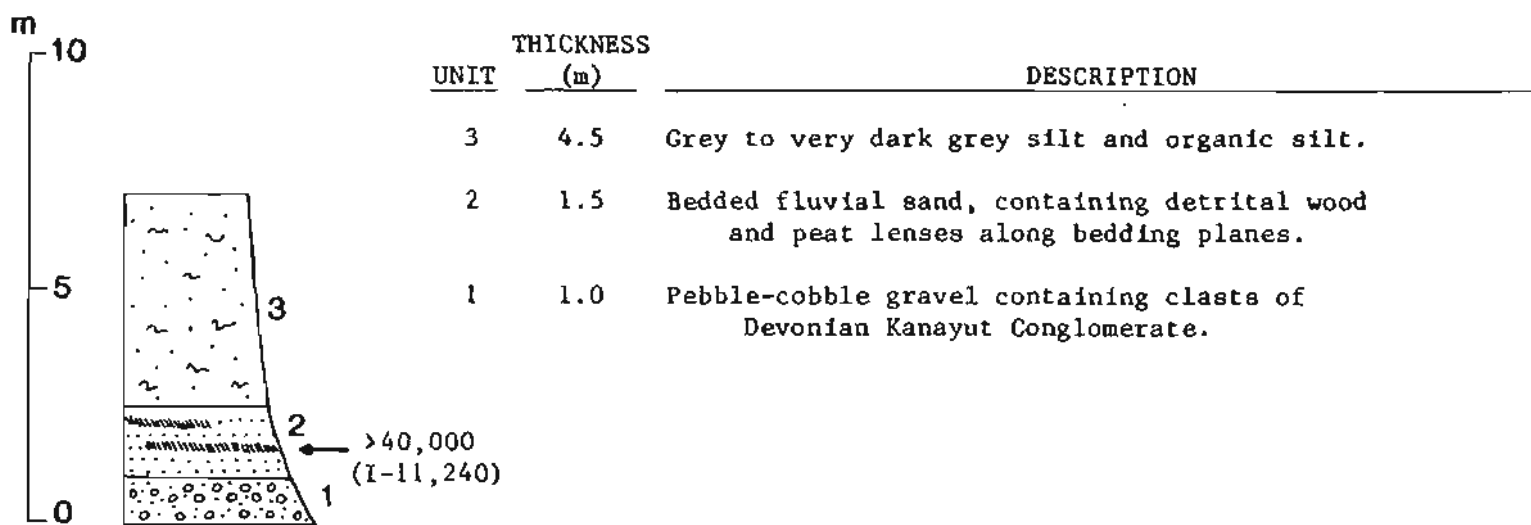 m
10
5
0
3
2
1
>40,000
(I-11,240)
THICKNESS
UNIT (m) DESCRIPTION
3 4.5 Grey to very dark grey silt and organic silt.
2 1.5 Bedded fluvial sand, containing detrital wood
and peat lenses along bedding planes.
1 1.0 Pebble-cobble gravel containing clasts of
Devonian Kanayut Conglomerate.